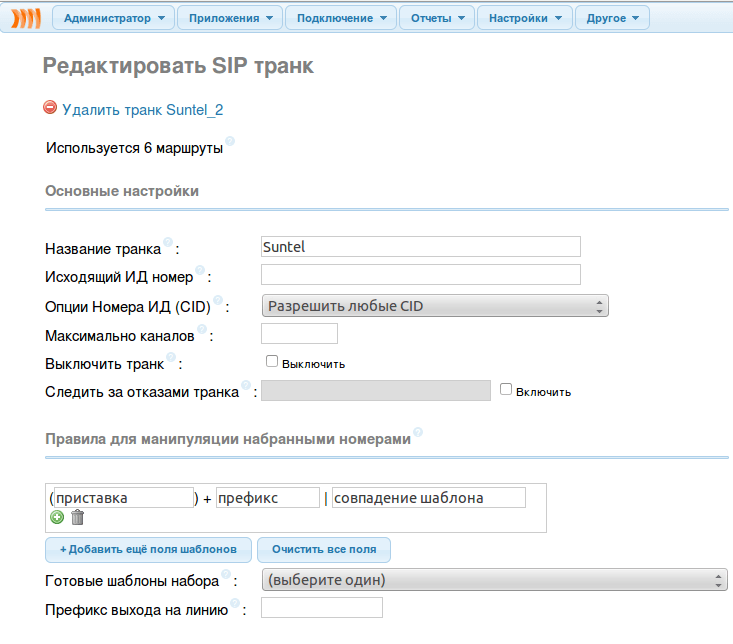 Администратор Приложения Подключение Отчеты Настройки Другое
Редактировать SIP транк
Удалить транк Suntel_2
Используется 6 маршруты
Основные настройки
Название транка : Suntel
Исходящий ИД номер :
Опции Номера ИД (CID) : Разрешить любые CID
Максимально каналов :
Выключить транк : Выключить
Следить за отказами транка : Включить
Правила для манипуляции набранными номерами
(приставка) + префикс | совпадение шаблона
+ Добавить ещё поля шаблонов Очистить все поля
Готовые шаблоны набора : (выберите один)
Префикс выхода на линию :